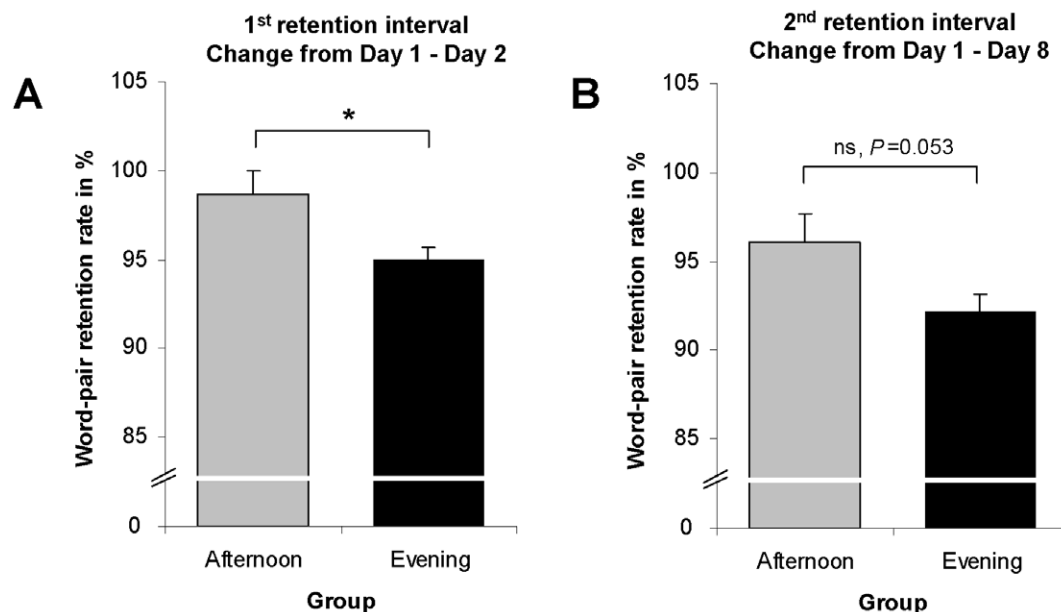 1st retention interval
Change from Day 1 - Day 2
A
Word-pair retention rate in %
105
100
95
90
85
0
*
Afternoon
Evening
Group
2nd retention interval
Change from Day 1 - Day 8
B
Word-pair retention rate in %
105
100
95
90
85
0
ns, P=0.053
Afternoon
Evening
Group